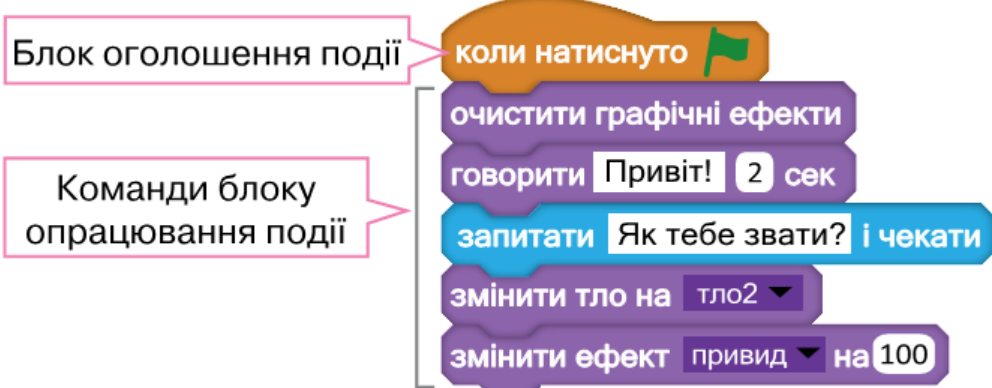 Блок оголошення події
коли натиснуто
очистити графічні ефекти
Команди блоку
опрацювання події
говорити Привіт! 2 сек
запитати Як тебе звати? і чекати
змінити тло на тло2
змінити ефект привид на 100